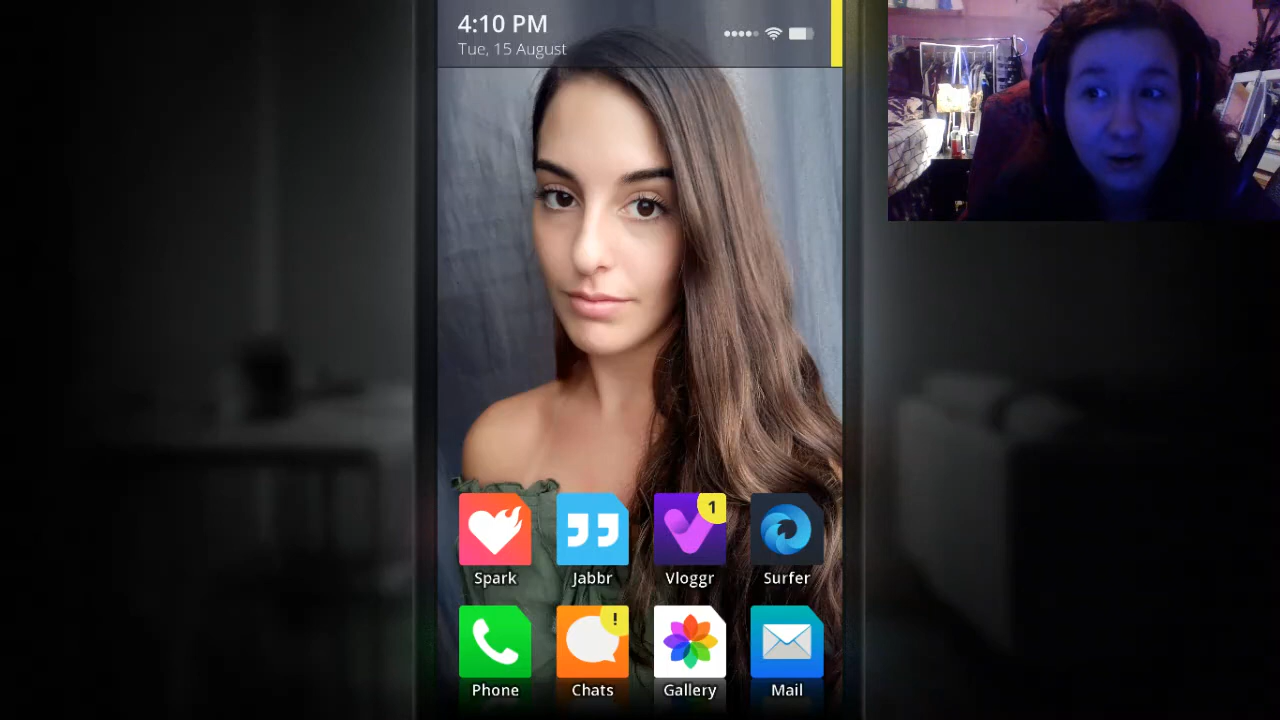 4:10 PM
Tue, 15 August
1
Spark
Jabbr
Vloggr
Surfer
!
Phone
Chats
Gallery
Mail